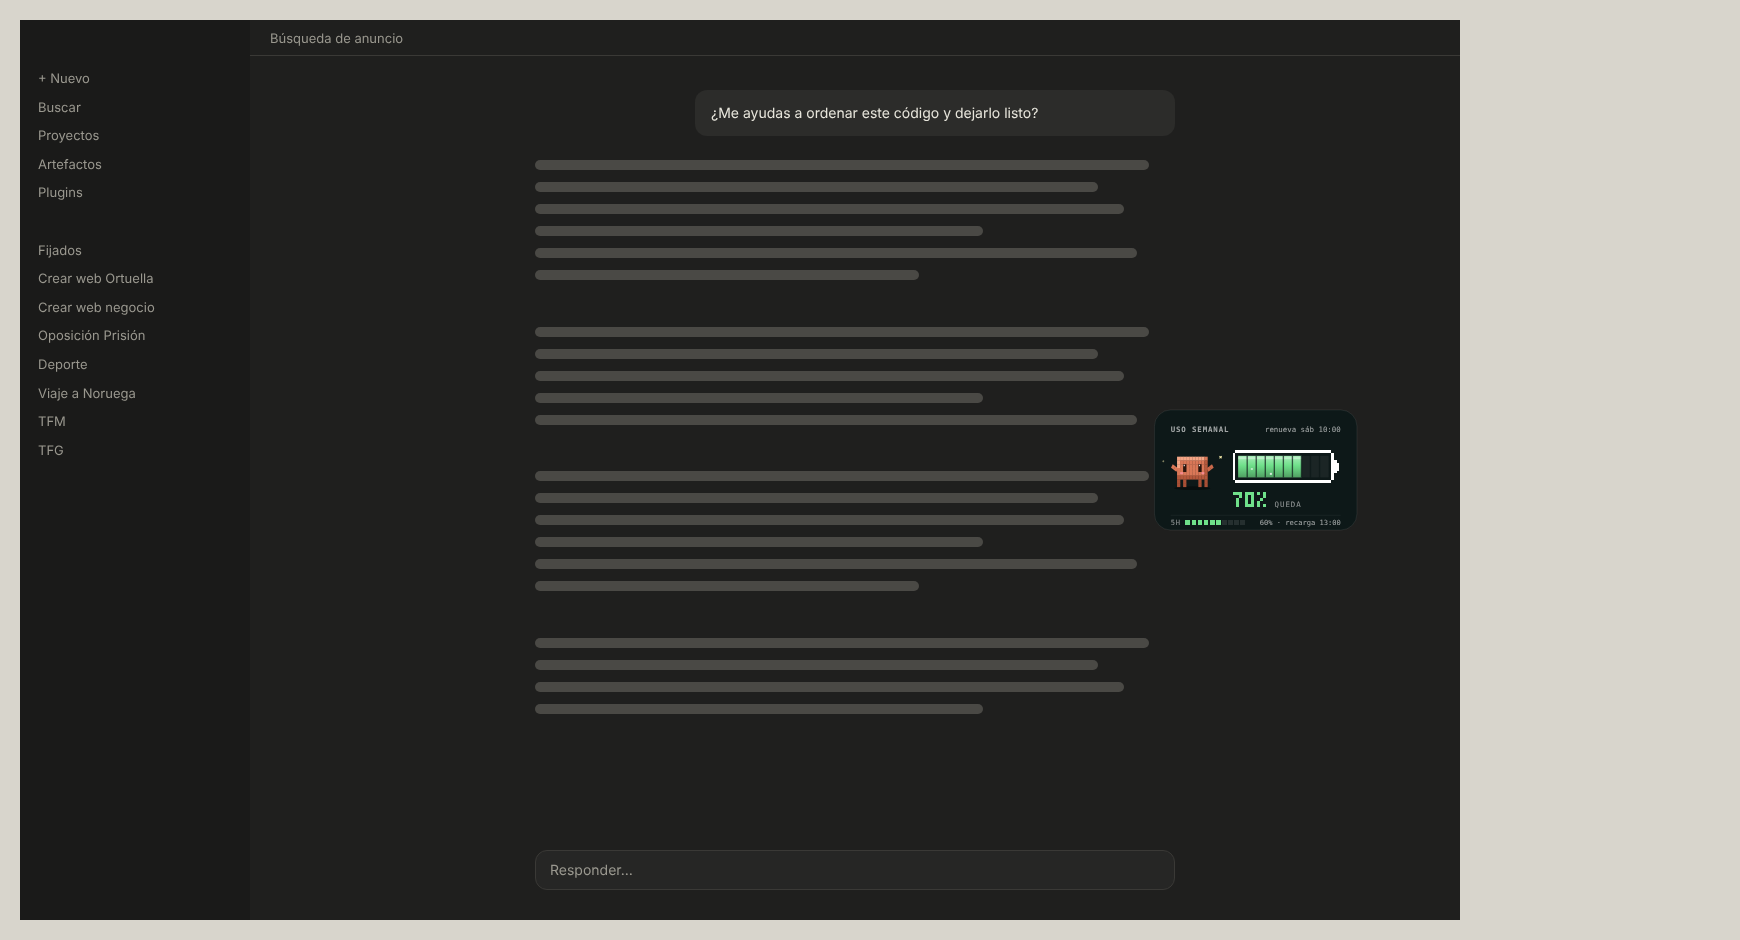 Búsqueda de anuncio
+ Nuevo
Buscar
Proyectos
Artefactos
Plugins
Fijados
Crear web Ortuella
Crear web negocio
Oposición Prisión
Deporte
Viaje a Noruega
TFM
TFG
¿Me ayudas a ordenar este código y dejarlo listo?
USO SEMANAL renueva sáb 10:00
70% QUEDA
5H 60% · recarga 13:00
Responder...